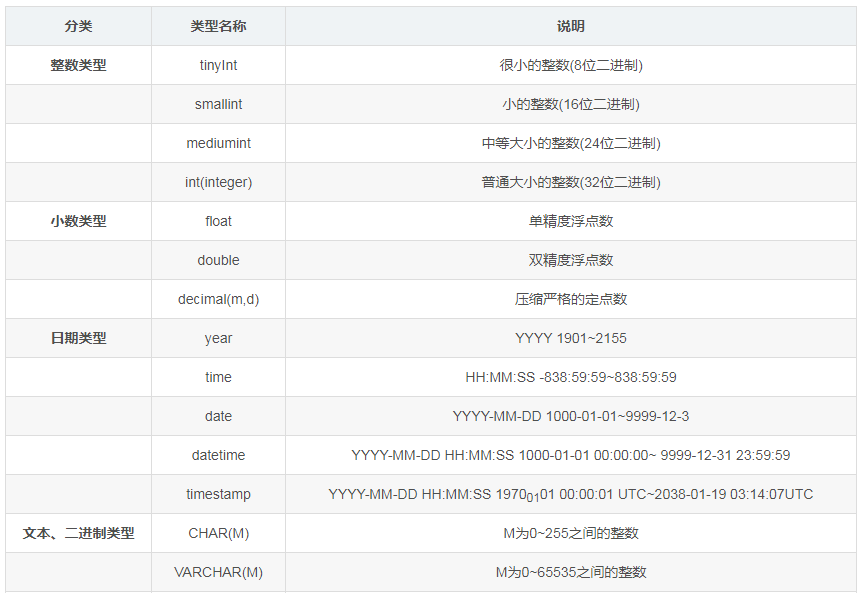 分类 类型名称 说明
整数类型 tinyInt 很小的整数(8位二进制)
smallint 小的整数(16位二进制)
mediumint 中等大小的整数(24位二进制)
int(integer) 普通大小的整数(32位二进制)
小数类型 float 单精度浮点数
double 双精度浮点数
decimal(m,d) 压缩严格的定点数
日期类型 year YYYY 1901~2155
time HH:MM:SS -838:59:59~838:59:59
date YYYY-MM-DD 1000-01-01~9999-12-3
datetime YYYY-MM-DD HH:MM:SS 1000-01-01 00:00:00~ 9999-12-31 23:59:59
timestamp YYYY-MM-DD HH:MM:SS 19700101 00:00:01 UTC~2038-01-19 03:14:07UTC
文本、二进制类型 CHAR(M) M为0~255之间的整数
VARCHAR(M) M为0~65535之间的整数